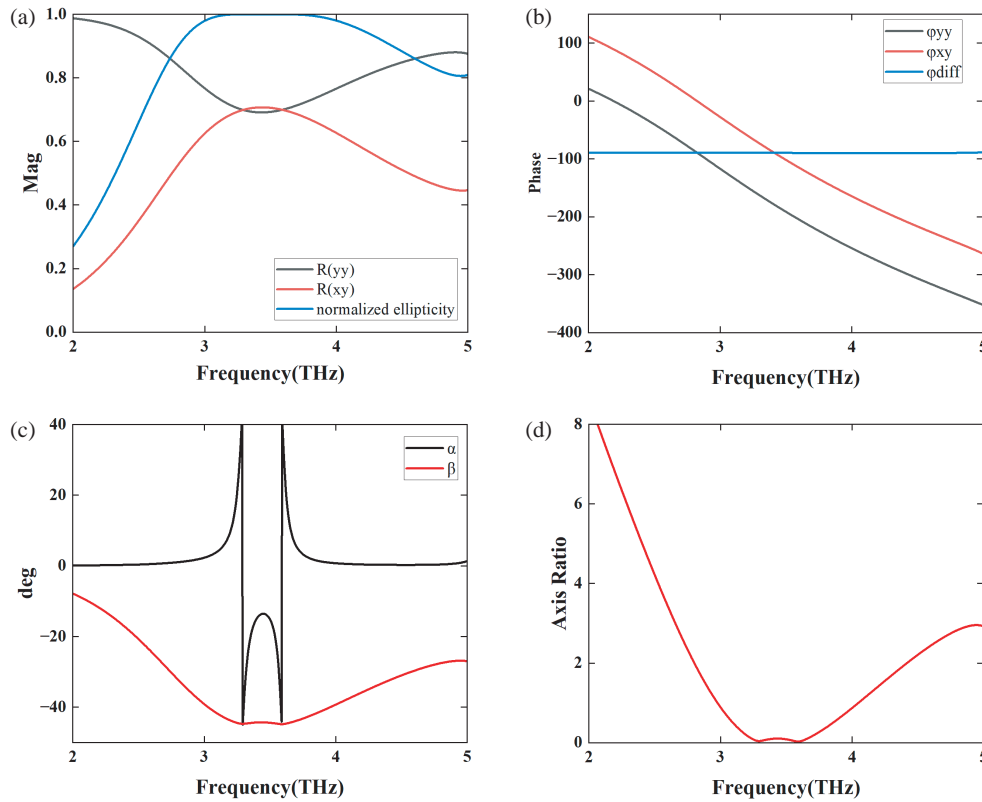 (a)
1.0
0.8
0.6
0.4
0.2
0.0
Mag
R(yy)
R(xy)
normalized ellipticity
2
3
4
5
Frequency(THz)
(b)
100
0
−100
−200
−300
−400
Phase
φyy
φxy
φdiff
2
3
4
5
Frequency(THz)
(c)
40
20
0
−20
−40
deg
α
β
2
3
4
5
Frequency(THz)
(d)
8
6
4
2
0
Axis Ratio
2
3
4
5
Frequency(THz)